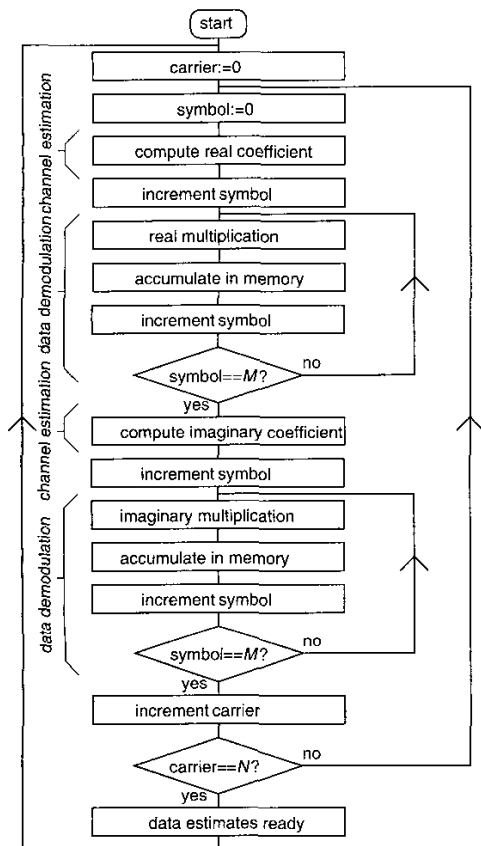 start
carrier:=0
symbol:=0
compute real coefficient
increment symbol
channel estimation
real multiplication
accumulate in memory
increment symbol
symbol==M?
no
yes
data demodulation
compute imaginary coefficient
increment symbol
channel estimation
imaginary multiplication
accumulate in memory
increment symbol
symbol==M?
no
yes
data demodulation
increment carrier
carrier==N?
no
yes
data estimates ready